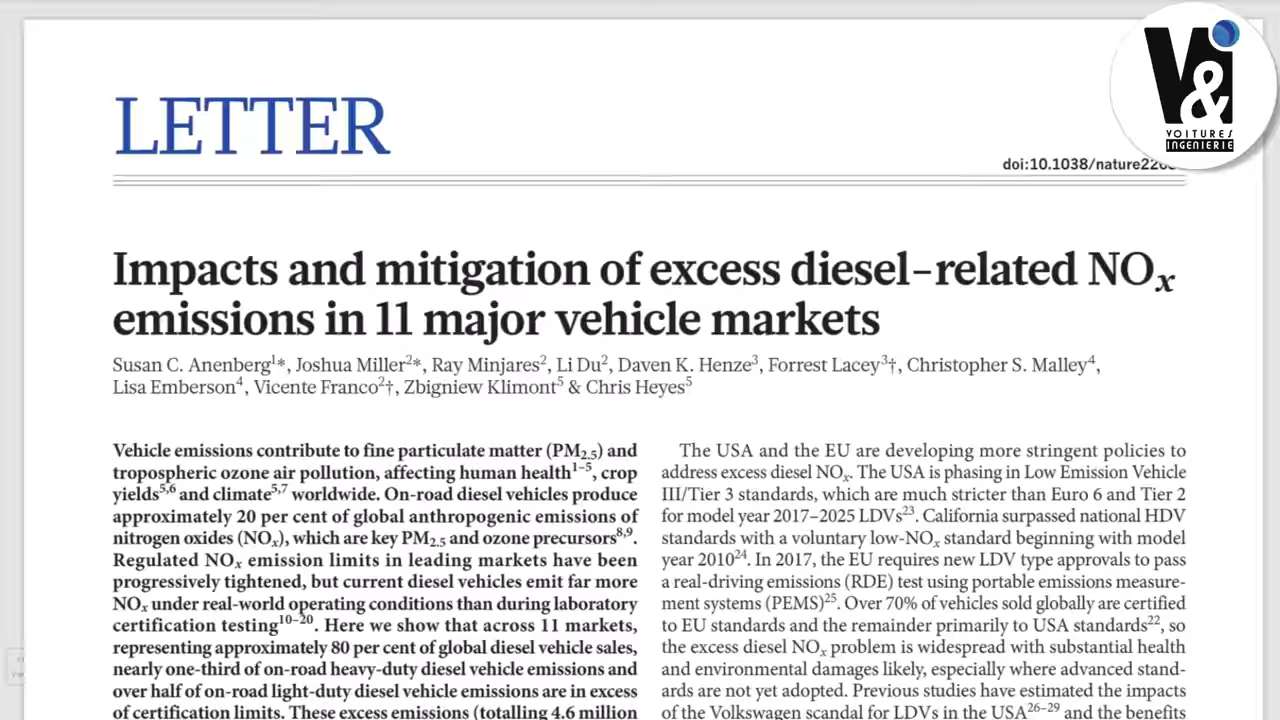 LETTER
V&i
VOITURES
INGENIERIE
Impacts and mitigation of excess diesel-related NOx
emissions in 11 major vehicle markets
Susan C. Anenberg1*, Joshua Miller2*, Ray Minjares2, Li Du2, Daven K. Henze3, Forrest Lacey3†, Christopher S. Malley4,
Lisa Emberson4, Vicente Franco2†, Zbigniew Klimont5 & Chris Heyes5
Vehicle emissions contribute to fine particulate matter (PM2.5) and
tropospheric ozone air pollution, affecting human health1–5, crop
yields5,6 and climate5,7 worldwide. On-road diesel vehicles produce
approximately 20 per cent of global anthropogenic emissions of
nitrogen oxides (NOx), which are key PM2.5 and ozone precursors8,9.
Regulated NOx emission limits in leading markets have been
progressively tightened, but current diesel vehicles emit far more
NOx under real-world operating conditions than during laboratory
certification testing10–20. Here we show that across 11 markets,
representing approximately 80 per cent of global diesel vehicle sales,
nearly one-third of on-road heavy-duty diesel vehicle emissions and
over half of on-road light-duty diesel vehicle emissions are in excess
of certification limits. These excess emissions (totalling 4.6 million
The USA and the EU are developing more stringent policies to
address excess diesel NOx. The USA is phasing in Low Emission Vehicle
III/Tier 3 standards, which are much stricter than Euro 6 and Tier 2
for model year 2017–2025 LDVs23. California surpassed national HDV
standards with a voluntary low-NOx standard beginning with model
year 201024. In 2017, the EU requires new LDV type approvals to pass
a real-driving emissions (RDE) test using portable emissions measure-
ment systems (PEMS)25. Over 70% of vehicles sold globally are certified
to EU standards and the remainder primarily to USA standards22, so
the excess diesel NOx problem is widespread with substantial health
and environmental damages likely, especially where advanced stand-
ards are not yet adopted. Previous studies have estimated the impacts
of the Volkswagen scandal for LDVs in the USA26–29 and the benefits